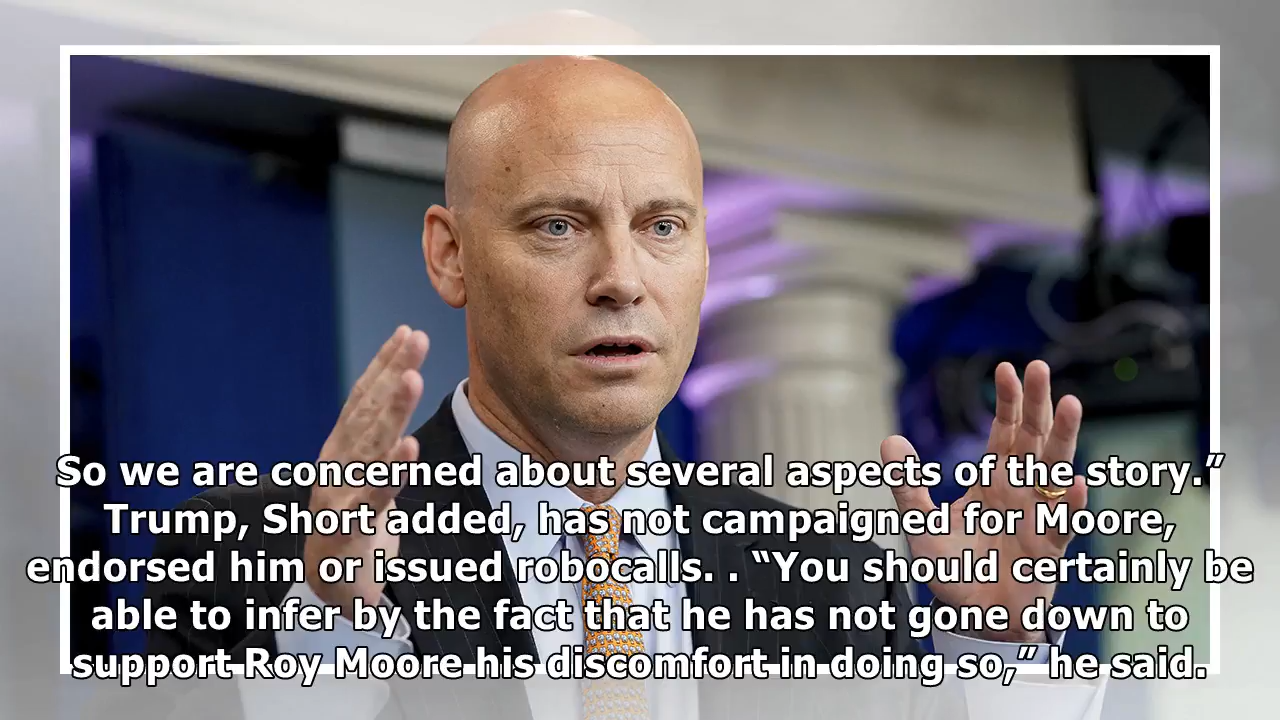 So we are concerned about several aspects of the story.”
Trump, Short added, has not campaigned for Moore,
endorsed him or issued robocalls. . “You should certainly be
able to infer by the fact that he has not gone down to
support Roy Moore his discomfort in doing so,” he said.